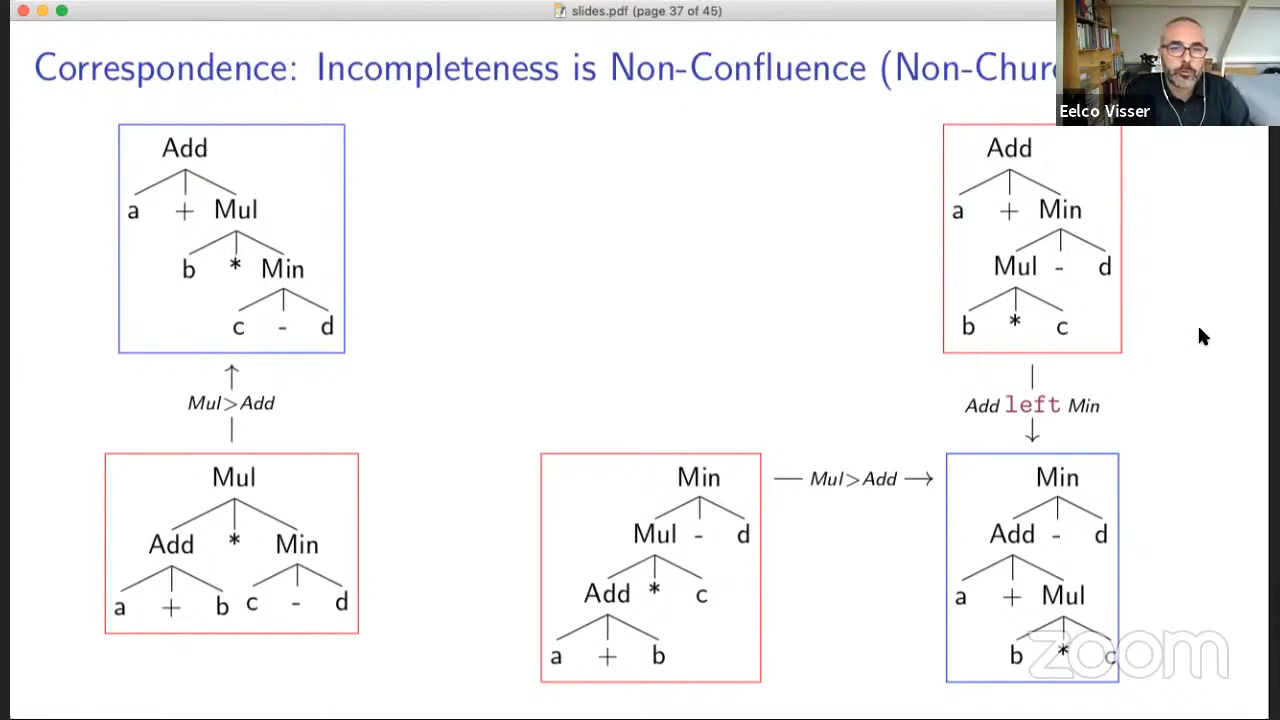 slides.pdf (page 37 of 45)
Correspondence: Incompleteness is Non-Confluence (Non-Chur
Eelco Visser
Add
a + Mul
b * Min
c - d
Add
a + Min
Mul - d
b * c
Mul>Add
Add left Min
Mul
Add * Min
a + b c - d
Min
Mul - d
Add * c
a + b
Mul>Add
Min
Add - d
a + Mul
b * c
zoom